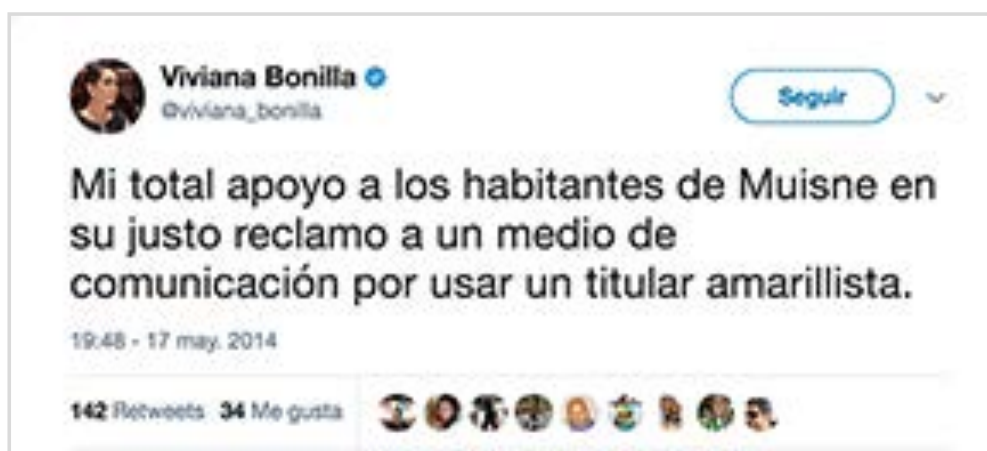 Viviana Bonilla
@viviana_bonilla
Seguir
Mi total apoyo a los habitantes de Muisne en
su justo reclamo a un medio de
comunicación por usar un titular amarillista.
19:48 - 17 may. 2014
142 Retweets 34 Me gusta